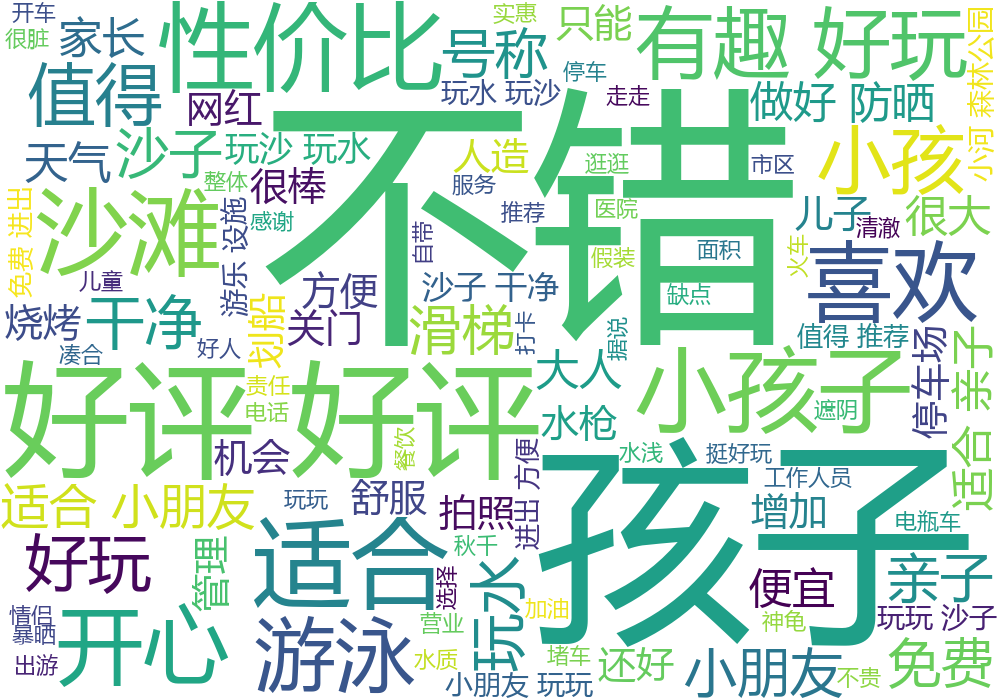 开车
很脏
家长
性价比
号称
实惠
只能
有趣 好玩
森林公园
小河
值得
网红
玩水 玩沙
停车
走走
做好 防晒
天气
沙子
玩沙 玩水
人造
逛逛
市区
小孩
整体
很棒
服务
不错
免费 进出
沙滩
游乐 设施
感谢
自带
推荐
医院
假装
面积
儿子
清澈
很大
火车
喜欢
儿童
方便
沙子 干净
缺点
烧烤
干净
划船
关门
滑梯
打卡
据说
值得 推荐
停车场
凑合
好人
大人
小孩子
适合 亲子
好评 好评
责任
电话
餐饮
水枪
遮阴
机会
进出 方便
水浅
挺好玩
孩子
工作人员
适合 小朋友
玩玩
舒服
拍照
增加
电瓶车
好玩
管理
适合
秋千
选择
玩水
便宜
亲子
情侣
暴晒
开心
游泳
营业
加油
神龟
玩玩 沙子
出游
水质
堵车
还好
小朋友
不贵
免费
小朋友 玩玩